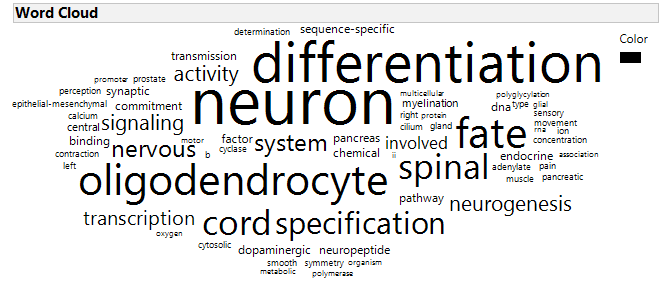 Word Cloud
Color
determination
sequence-specific
transmission
differentiation
promoter
prostate
activity
perception
synaptic
neuron
multicellular
polyglycylation
epithelial-mesenchymal
commitment
myelination
dna
type
glial
calcium
right
protein
sensory
central
signaling
cilium
gland
fate
movement
rna
ion
binding
motor
factor
system
pancreas
involved
concentration
nervous
b
cyclase
chemical
ii
endocrine
association
contraction
left
oligodendrocyte
spinal
adenylate
pain
muscle
pancreatic
pathway
neurogenesis
transcription
cord
specification
oxygen
cytosolic
dopaminergic
neuropeptide
smooth
symmetry
organism
metabolic
polymerase